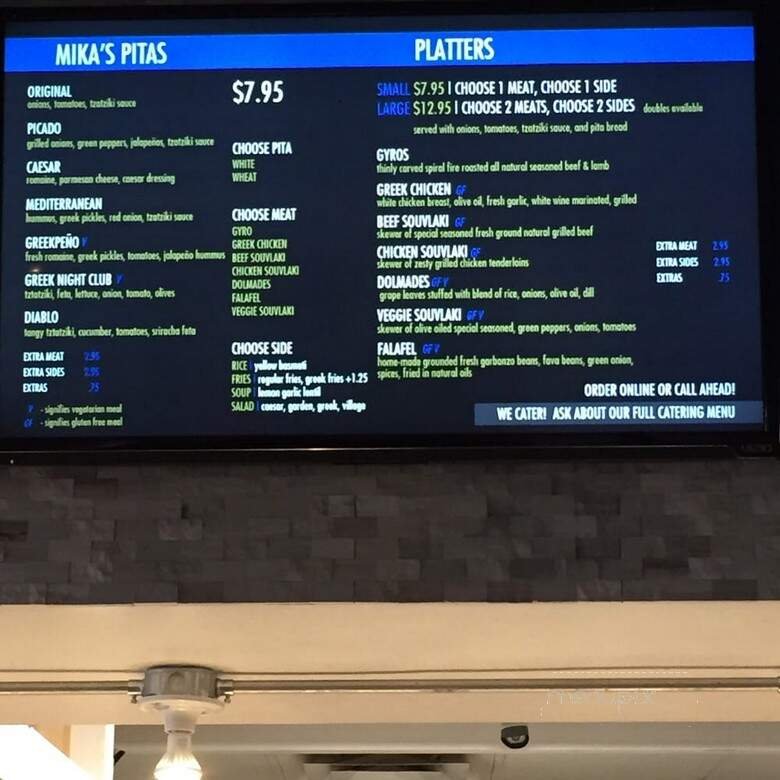 MIKA'S PITAS
ORIGINAL
onions, tomatoes, tzatziki sauce
PICADO
grilled onions, green peppers, jalapeños, tzatziki sauce
CAESAR
romaine, parmesan cheese, caesar dressing
MEDITERRANEAN
hummus, greek pickles, red onion, tzatziki sauce
GREEKPEÑO V
fresh romaine, greek pickles, tomatoes, jalapeño hummus
GREEK NIGHT CLUB V
tztatziki, feta, lettuce, onion, tomato, olives
DIABLO
tangy tztatziki, cucumber, tomatoes, sriracha feta
EXTRA MEAT 2.95
EXTRA SIDES 2.95
EXTRAS .75
V - signifies vegetarian meal
GF - signifies gluten free meal
$7.95
CHOOSE PITA
WHITE
WHEAT
CHOOSE MEAT
GYRO
GREEK CHICKEN
BEEF SOUVLAKI
CHICKEN SOUVLAKI
DOLMADES
FALAFEL
VEGGIE SOUVLAKI
CHOOSE SIDE
RICE | yellow basmati
FRIES | regular fries, greek fries +1.25
SOUP | lemon garlic lentil
SALAD | caesar, garden, greek, village
PLATTERS
SMALL $7.95 | CHOOSE 1 MEAT, CHOOSE 1 SIDE
LARGE $12.95 | CHOOSE 2 MEATS, CHOOSE 2 SIDES doubles available
served with onions, tomatoes, tzatziki sauce, and pita bread
GYROS
thinly carved spiral fire roasted all natural seasoned beef & lamb
GREEK CHICKEN GF
white chicken breast, olive oil, fresh garlic, white wine marinated, grilled
BEEF SOUVLAKI GF
skewer of special seasoned fresh ground natural grilled beef
CHICKEN SOUVLAKI GF
skewer of zesty grilled chicken tenderloins
DOLMADES GF V
grape leaves stuffed with blend of rice, onions, olive oil, dill
VEGGIE SOUVLAKI GF V
skewer of olive oiled special seasoned, green peppers, onions, tomatoes
FALAFEL GF V
home-made grounded fresh garbanzo beans, fava beans, green onion,
spices, fried in natural oils
EXTRA MEAT 2.95
EXTRA SIDES 2.95
EXTRAS .75
ORDER ONLINE OR CALL AHEAD!
WE CATER! ASK ABOUT OUR FULL CATERING MENU